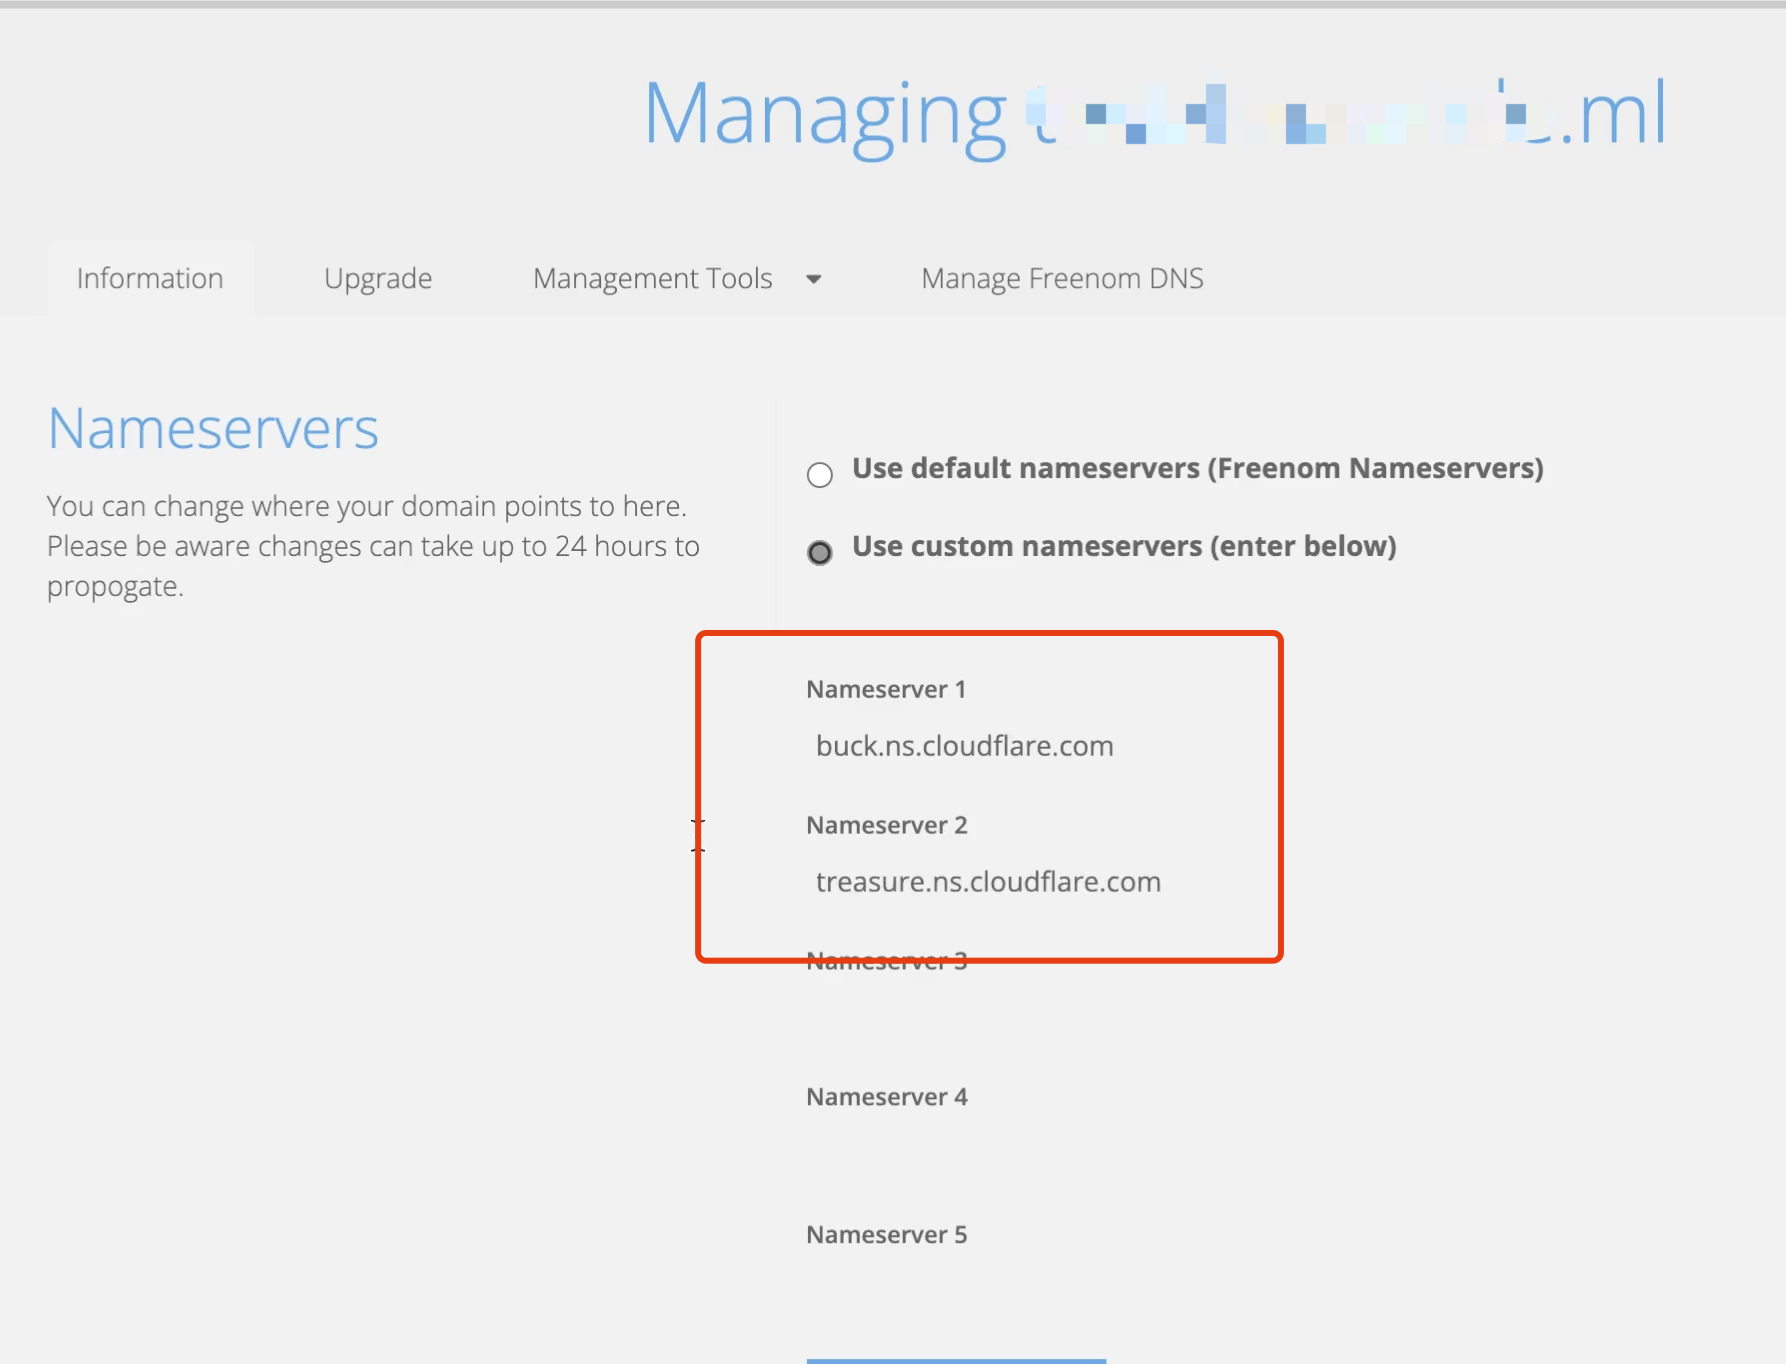 Managing .ml
Information Upgrade Management Tools Manage Freenom DNS
Nameservers
You can change where your domain points to here.
Please be aware changes can take up to 24 hours to
propogate.
Use default nameservers (Freenom Nameservers)
Use custom nameservers (enter below)
Nameserver 1
buck.ns.cloudflare.com
Nameserver 2
treasure.ns.cloudflare.com
Nameserver 3
Nameserver 4
Nameserver 5